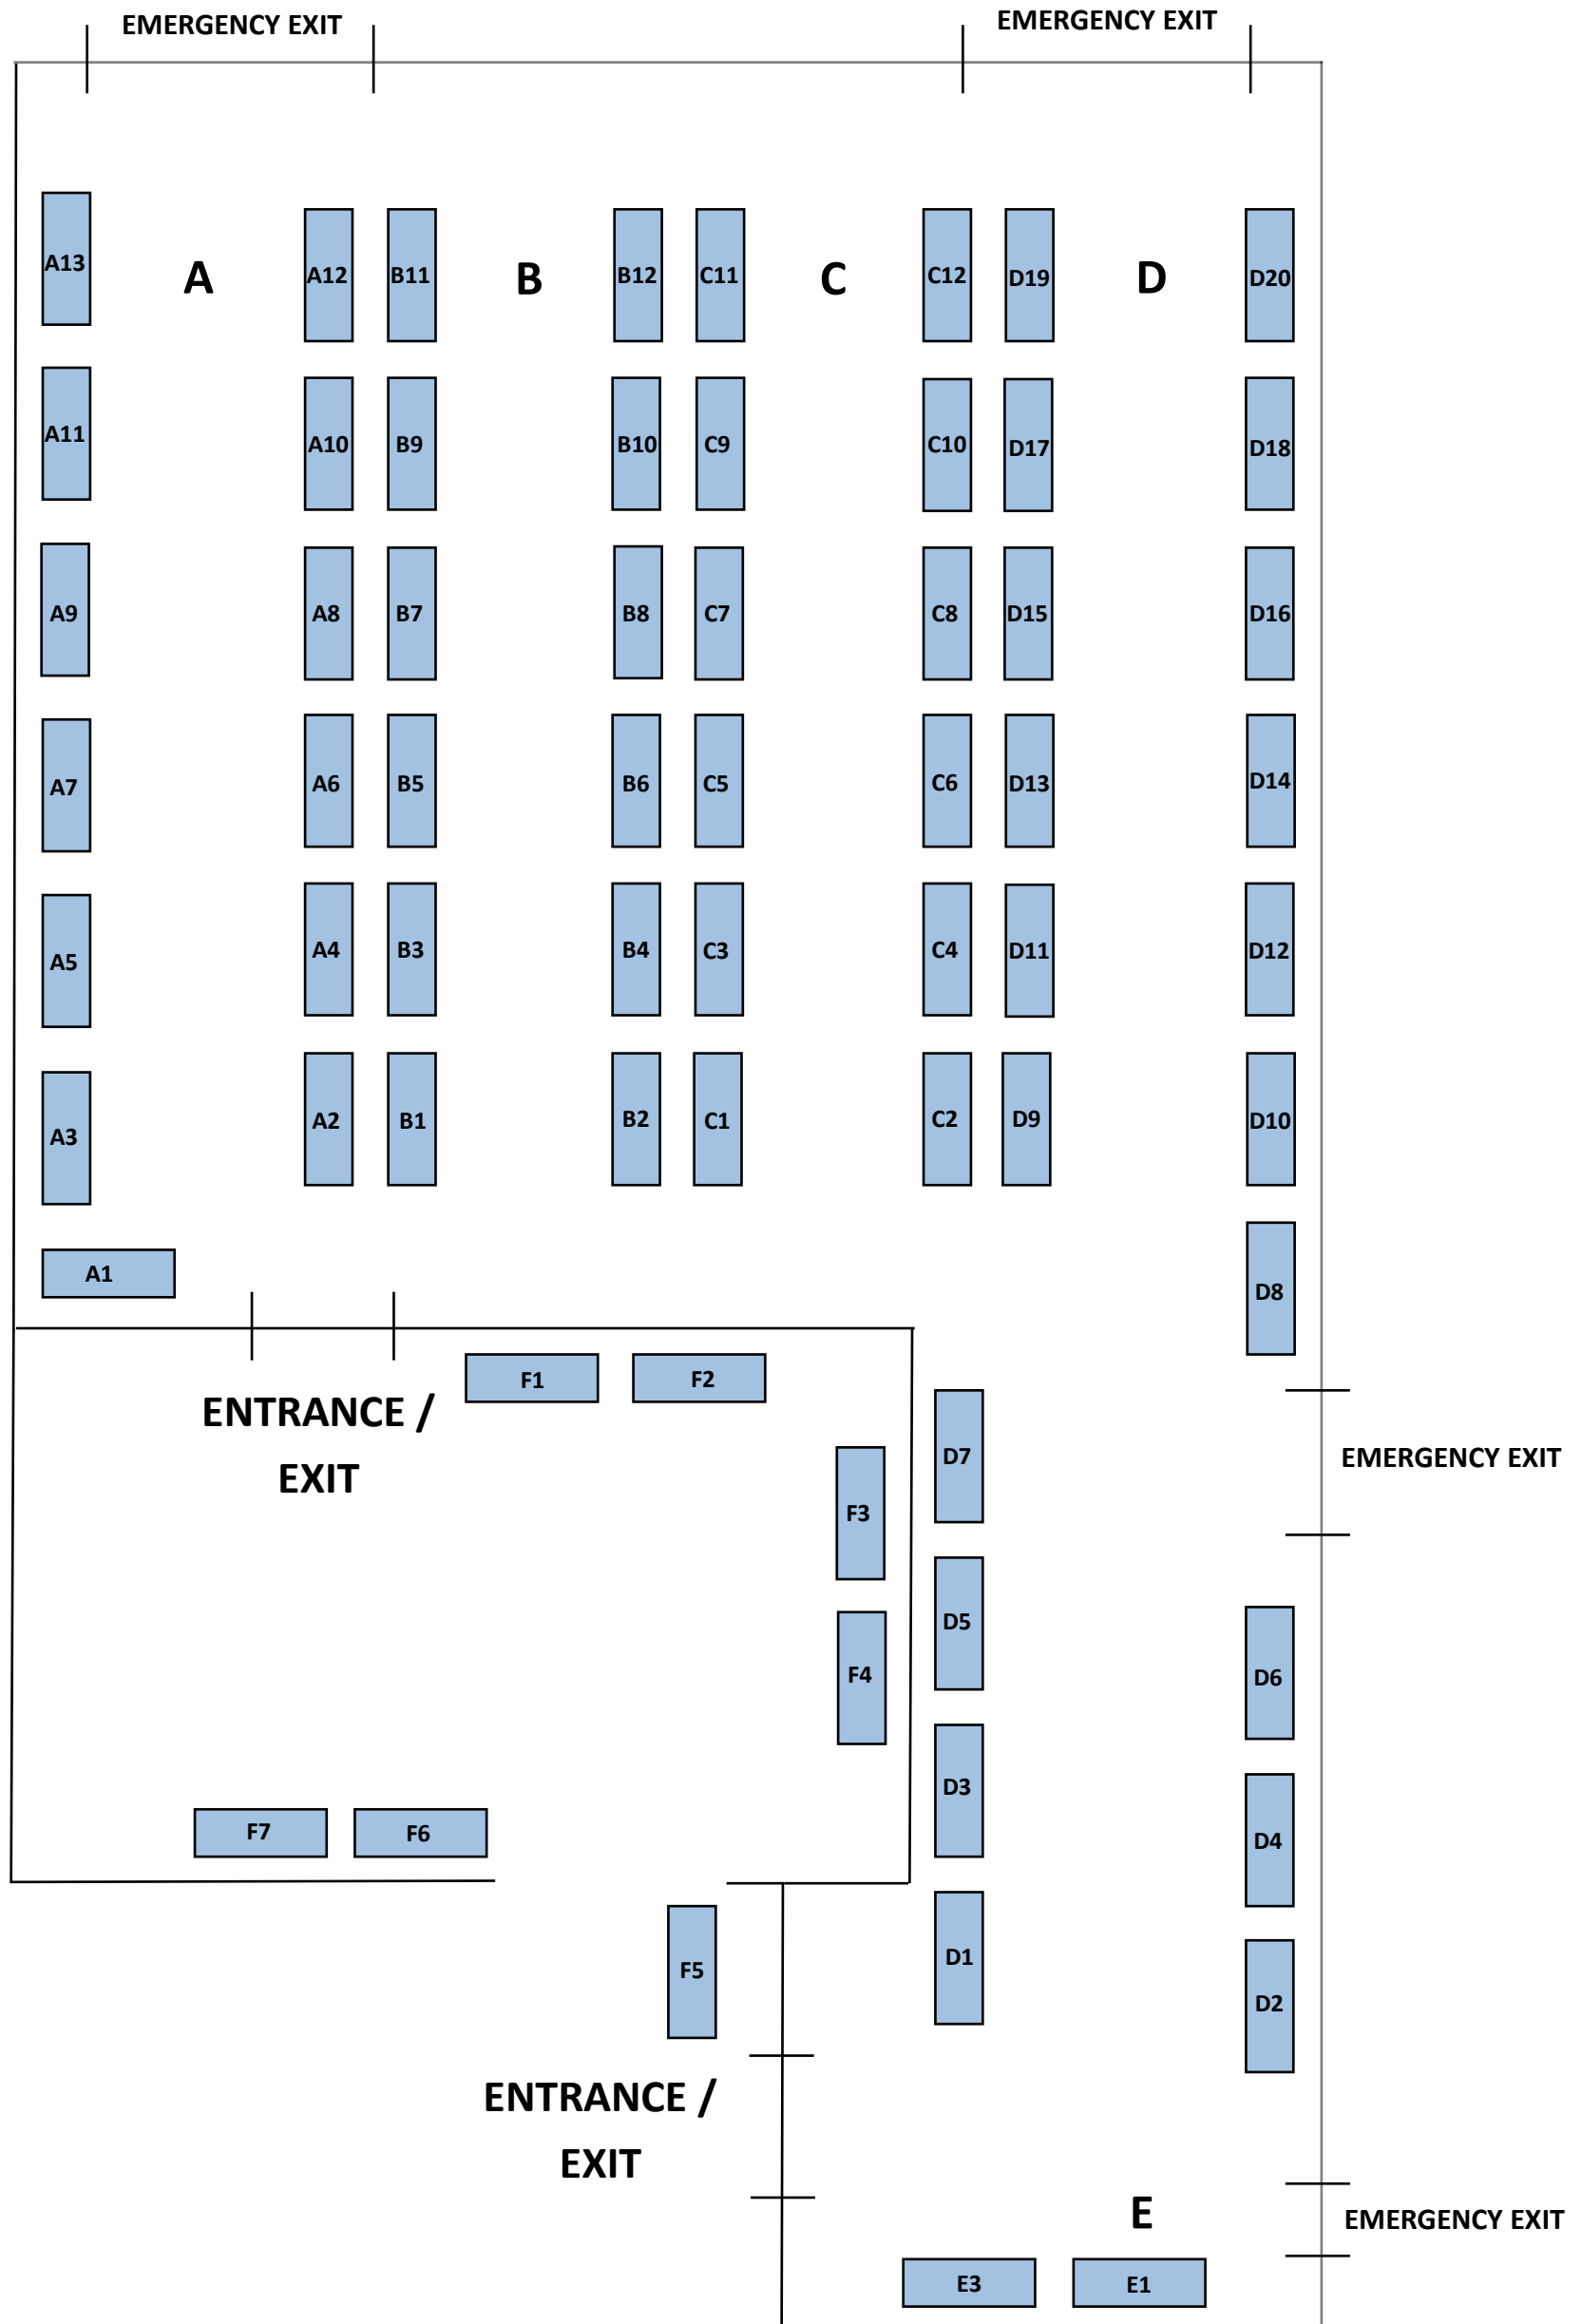 EMERGENCY EXIT EMERGENCY EXIT
A13 A A12 B11 B B12 C11 C C12 D19 D D20
A11 A10 B9 B10 C9 C10 D17 D18
A9 A8 B7 B8 C7 C8 D15 D16
A7 A6 B5 B6 C5 C6 D13 D14
A5 A4 B3 B4 C3 C4 D11 D12
A3 A2 B1 B2 C1 C2 D9 D10
A1 D8
F1 F2
ENTRANCE /
EXIT
D7 EMERGENCY EXIT
F3
D5
F4 D6
D3
F7 F6 D4
D1
F5 D2
ENTRANCE /
EXIT
E EMERGENCY EXIT
E3 E1